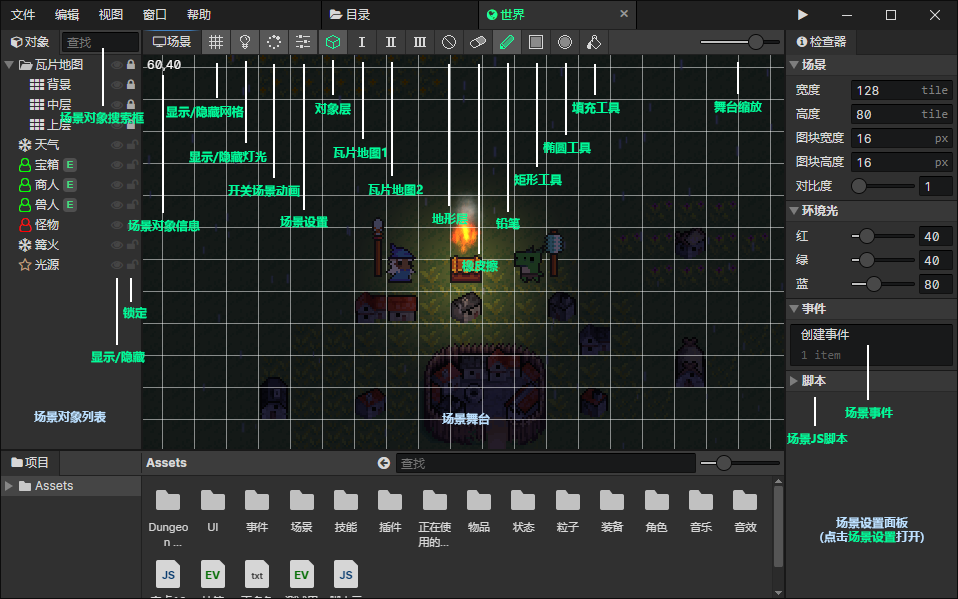 文件 编辑 视图 窗口 帮助
目录
世界
对象 查找
场景
检查器
瓦片地图
背景
中层
上层
天气
宝箱 E
商人 E
兽人 E
怪物
篝火
光源
场景对象搜索框
场景对象信息
锁定
显示/隐藏
场景对象列表
60,40
显示/隐藏网格
显示/隐藏灯光
开关场景动画
场景设置
对象层
瓦片地图1
瓦片地图2
橡皮擦
铅笔
矩形工具
椭圆工具
填充工具
舞台缩放
场景舞台
场景
宽度 128 tile
高度 80 tile
图块宽度 16 px
图块高度 16 px
对比度 1
环境光
红 40
绿 40
蓝 80
事件
创建事件
1 item
脚本
场景事件
场景JS脚本
场景设置面板
(点击场景设置打开)
项目
Assets
Assets
查找
Dungeo
n ...
UI
事件
场景
技能
插件
正在使
用的...
物品
状态
粒子
装备
角色
音乐
音效
JS
EV
txt
EV
JS